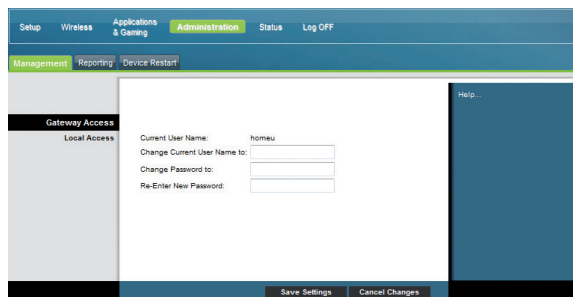 Setup Wireless Applications & Gaming Administration Status Log OFF
Management Reporting Device Restart
Help...
Gateway Access
Local Access
Current User Name: homeu
Change Current User Name to:
Change Password to:
Re-Enter New Password:
Save Settings Cancel Changes